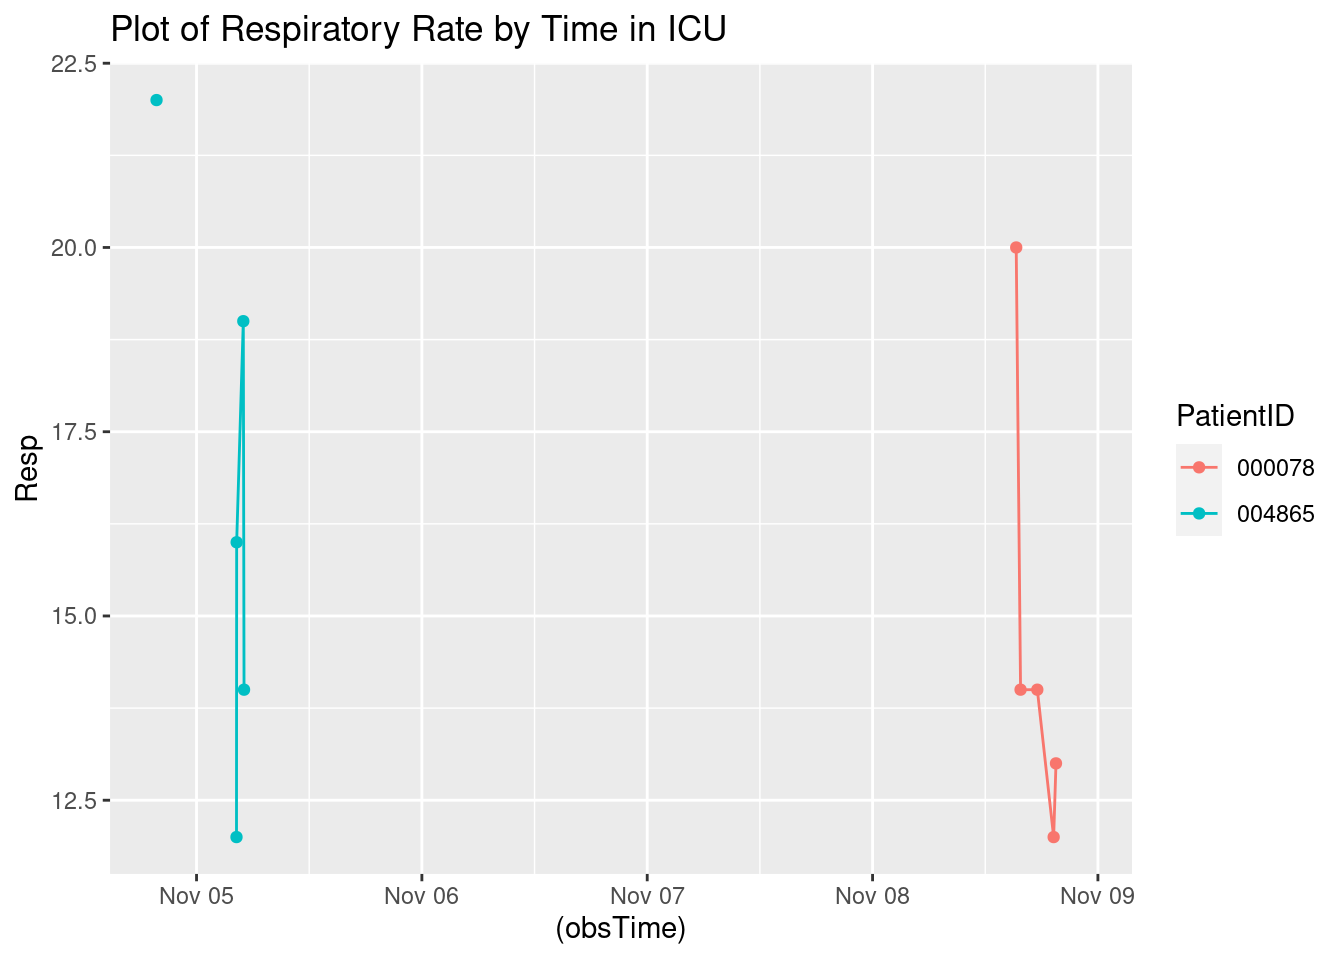 Plot of Respiratory Rate by Time in ICU
22.5
20.0
17.5
15.0
12.5
Resp
Nov 05 Nov 06 Nov 07 Nov 08 Nov 09
(obsTime)
PatientID
000078
004865